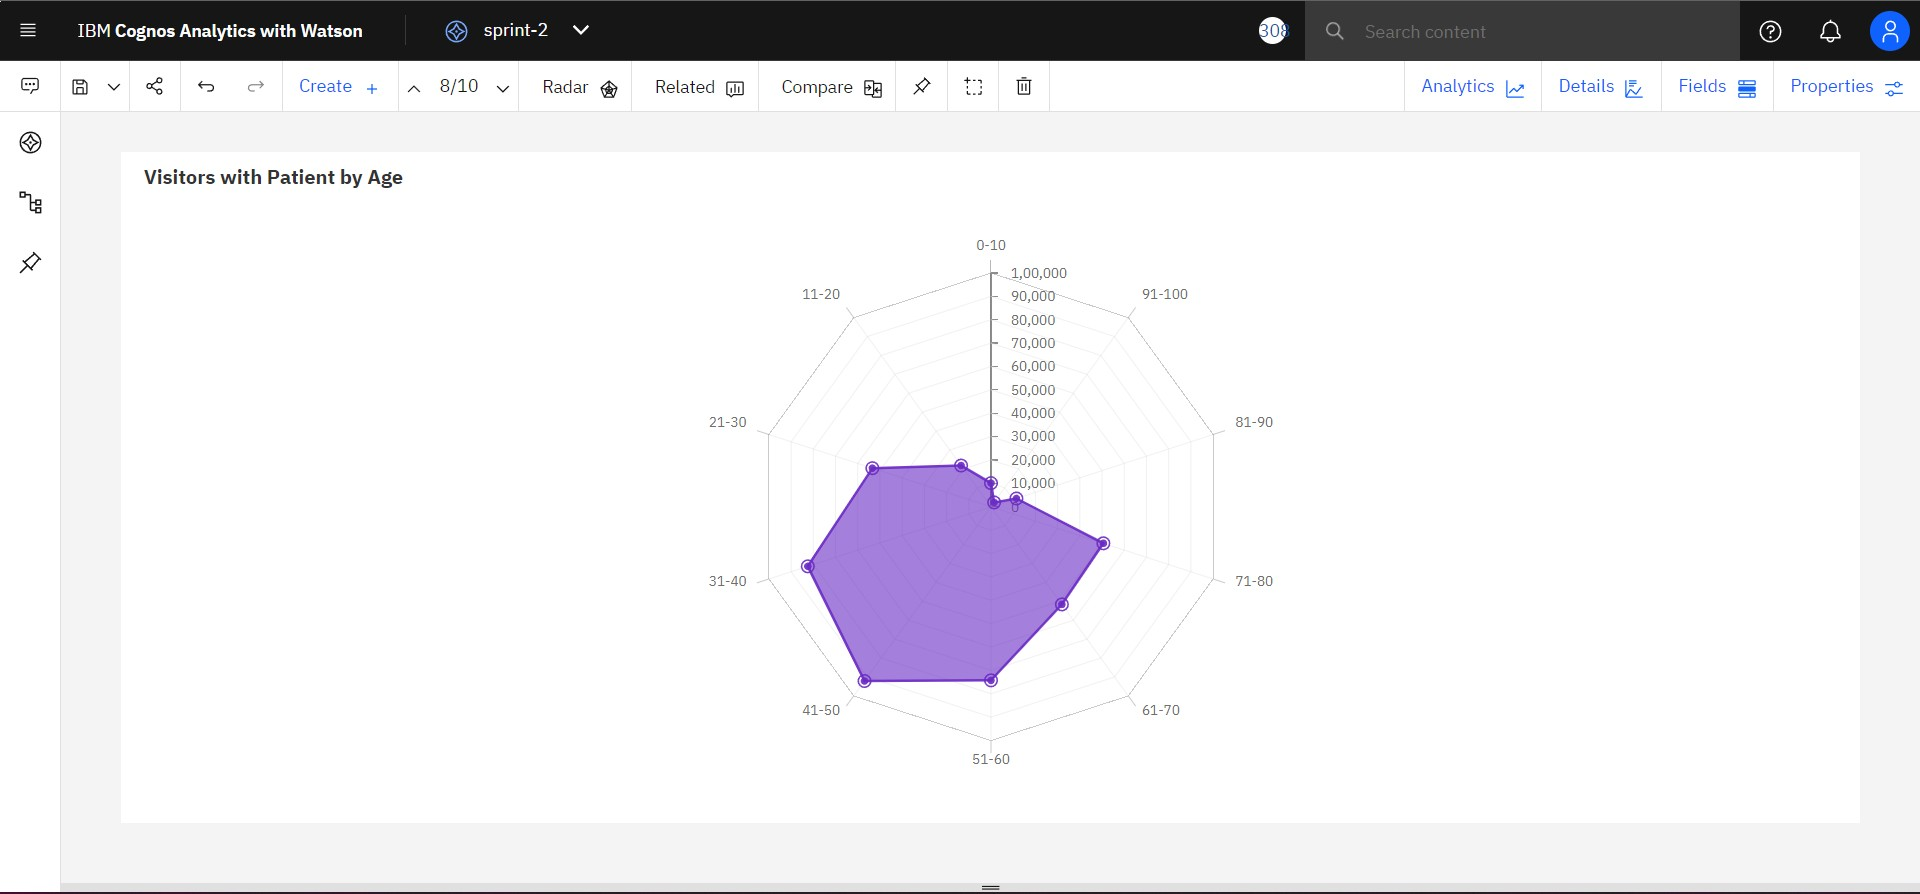 IBM Cognos Analytics with Watson
sprint-2
308
Search content
Create
8/10
Radar
Related
Compare
Analytics
Details
Fields
Properties
Visitors with Patient by Age
0-10
1,00,000
11-20
90,000
91-100
80,000
70,000
60,000
50,000
21-30
40,000
81-90
30,000
20,000
10,000
0
31-40
71-80
41-50
61-70
51-60